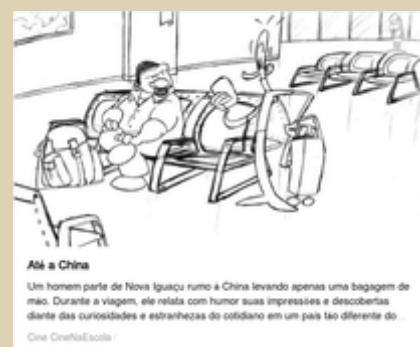 Até a China
Um homem parte de Nova Iguaçu rumo à China levando apenas uma bagagem de
mão. Durante a viagem, ele relata com humor suas impressões e descobertas
diante das curiosidades e estranhezas do cotidiano em um país tão diferente do...
Cine CineNaEscola /